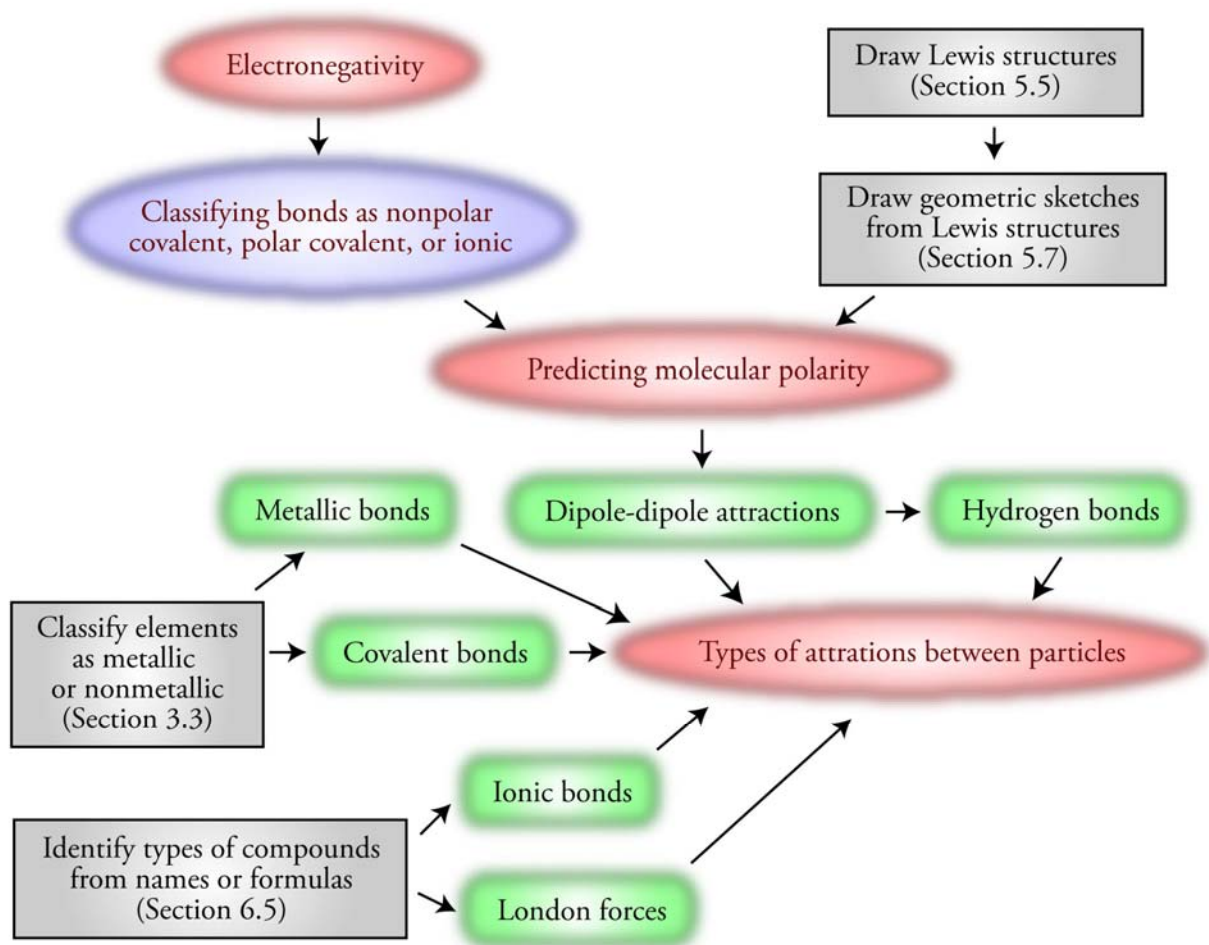 Electronegativity
Draw Lewis structures
(Section 5.5)
Classifying bonds as nonpolar
covalent, polar covalent, or ionic
Draw geometric sketches
from Lewis structures
(Section 5.7)
Predicting molecular polarity
Metallic bonds
Dipole-dipole attractions
Hydrogen bonds
Classify elements
as metallic
or nonmetallic
(Section 3.3)
Covalent bonds
Types of attrations between particles
Ionic bonds
Identify types of compounds
from names or formulas
(Section 6.5)
London forces